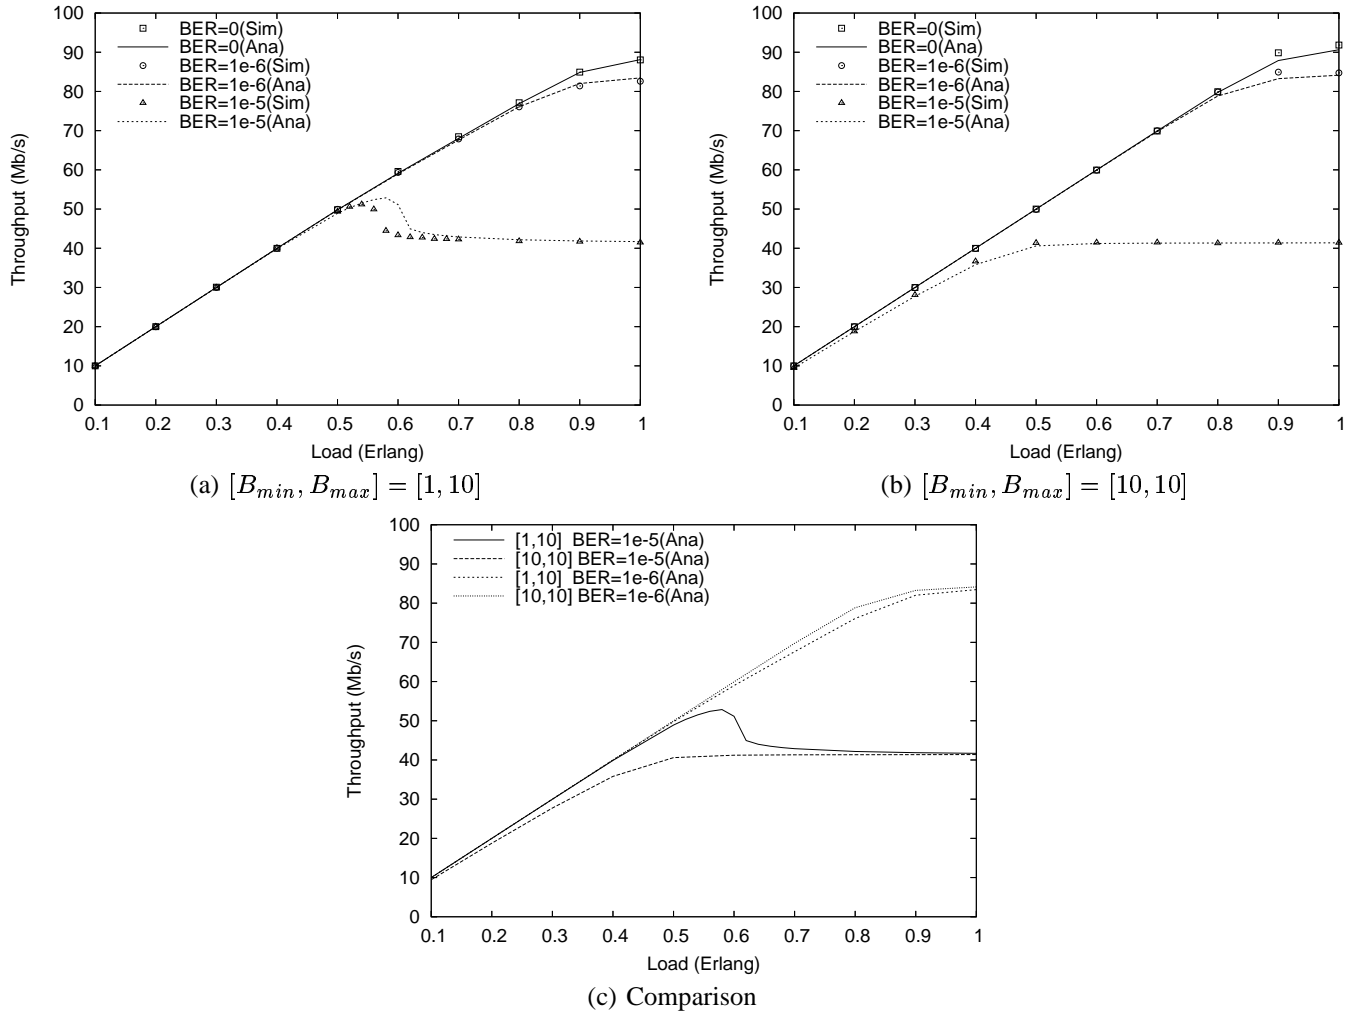 100
90
80
70
60
50
40
30
20
10
0
Throughput (Mb/s)
BER=0(Sim)
BER=0(Ana)
BER=1e-6(Sim)
BER=1e-6(Ana)
BER=1e-5(Sim)
BER=1e-5(Ana)
0.1 0.2 0.3 0.4 0.5 0.6 0.7 0.8 0.9 1
Load (Erlang)
(a) [B_min, B_max] = [1, 10]
100
90
80
70
60
50
40
30
20
10
0
Throughput (Mb/s)
BER=0(Sim)
BER=0(Ana)
BER=1e-6(Sim)
BER=1e-6(Ana)
BER=1e-5(Sim)
BER=1e-5(Ana)
0.1 0.2 0.3 0.4 0.5 0.6 0.7 0.8 0.9 1
Load (Erlang)
(b) [B_min, B_max] = [10, 10]
100
90
80
70
60
50
40
30
20
10
0
Throughput (Mb/s)
[1,10] BER=1e-5(Ana)
[10,10] BER=1e-5(Ana)
[1,10] BER=1e-6(Ana)
[10,10] BER=1e-6(Ana)
0.1 0.2 0.3 0.4 0.5 0.6 0.7 0.8 0.9 1
Load (Erlang)
(c) Comparison